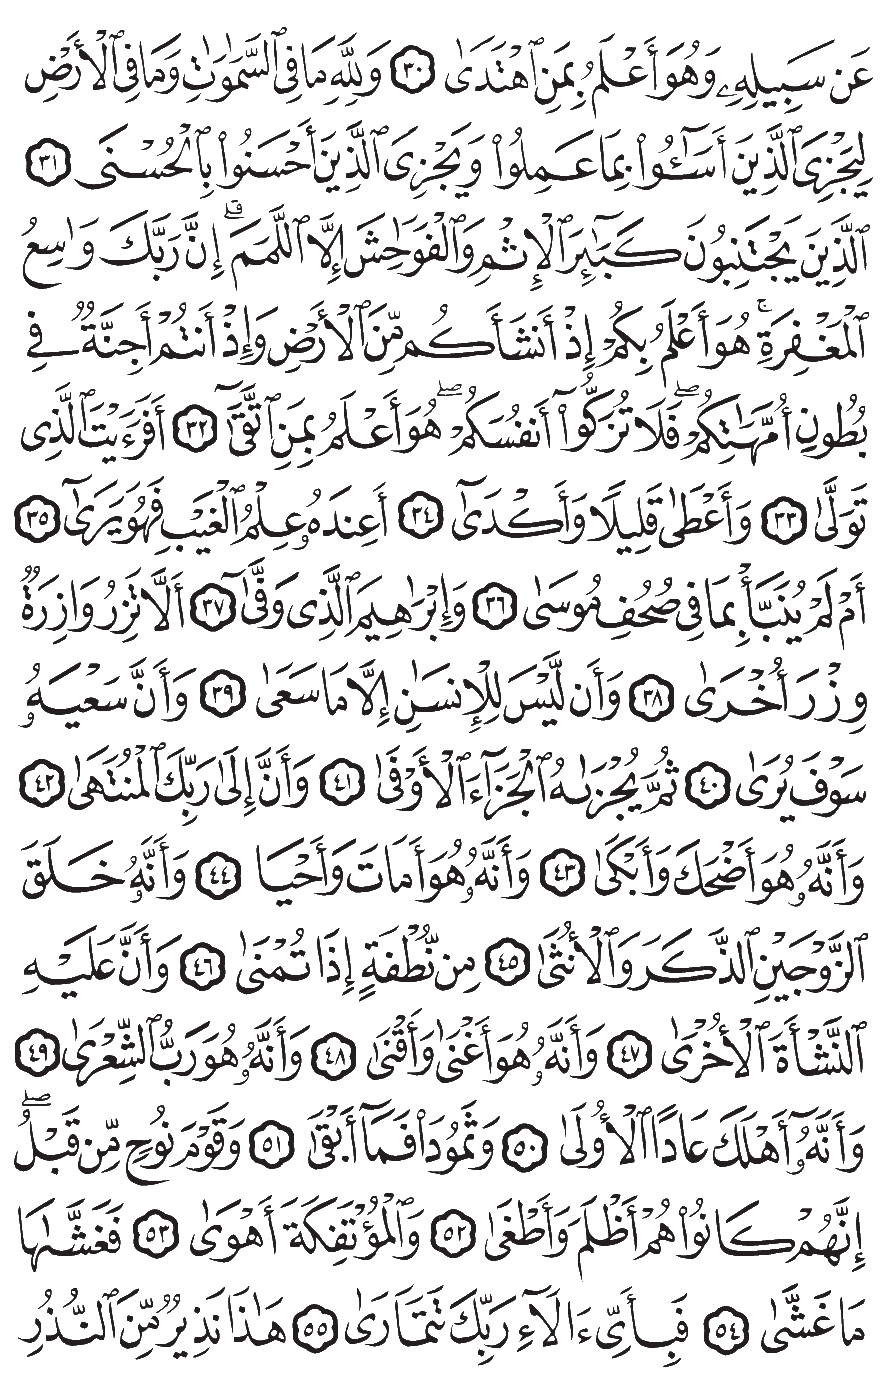 عَن سَبِيلِهِۦ وَهُوَ أَعْلَمُ بِمَنِ ٱهْتَدَىٰ ٣٠ وَلِلَّهِ مَا فِى ٱلسَّمَٰوَٰتِ وَمَا فِى ٱلْأَرْضِ
لِيَجْزِىَ ٱلَّذِينَ أَسَٰٓـُٔوا۟ بِمَا عَمِلُوا۟ وَيَجْزِىَ ٱلَّذِينَ أَحْسَنُوا۟ بِٱلْحُسْنَى ٣١
ٱلَّذِينَ يَجْتَنِبُونَ كَبَٰٓئِرَ ٱلْإِثْمِ وَٱلْفَوَٰحِشَ إِلَّا ٱللَّمَمَ ۗ إِنَّ رَبَّكَ وَٰسِعُ
ٱلْمَغْفِرَةِ ۚ هُوَ أَعْلَمُ بِكُمْ إِذْ أَنشَأَكُم مِّنَ ٱلْأَرْضِ وَإِذْ أَنتُمْ أَجِنَّةٌ فِى
بُطُونِ أُمَّهَٰتِكُمْ ۖ فَلَا تُزَكُّوٓا۟ أَنفُسَكُمْ ۖ هُوَ أَعْلَمُ بِمَنِ ٱتَّقَىٰٓ ٣٢ أَفَرَءَيْتَ ٱلَّذِى
تَوَلَّىٰ ٣٣ وَأَعْطَىٰ قَلِيلًا وَأَكْدَىٰٓ ٣٤ أَعِندَهُۥ عِلْمُ ٱلْغَيْبِ فَهُوَ يَرَىٰٓ ٣٥
أَمْ لَمْ يُنَبَّأْ بِمَا فِى صُحُفِ مُوسَىٰ ٣٦ وَإِبْرَٰهِيمَ ٱلَّذِى وَفَّىٰٓ ٣٧ أَلَّا تَزِرُ وَازِرَةٌ
وِزْرَ أُخْرَىٰ ٣٨ وَأَن لَّيْسَ لِلْإِنسَٰنِ إِلَّا مَا سَعَىٰ ٣٩ وَأَنَّ سَعْيَهُۥ
سَوْفَ يُرَىٰ ٤٠ ثُمَّ يُجْزَىٰهُ ٱلْجَزَآءَ ٱلْأَوْفَىٰ ٤١ وَأَنَّ إِلَىٰ رَبِّكَ ٱلْمُنتَهَىٰ ٤٢
وَأَنَّهُۥ هُوَ أَضْحَكَ وَأَبْكَىٰ ٤٣ وَأَنَّهُۥ هُوَ أَمَاتَ وَأَحْيَا ٤٤ وَأَنَّهُۥ خَلَقَ
ٱلزَّوْجَيْنِ ٱلذَّكَرَ وَٱلْأُنثَىٰ ٤٥ مِن نُّطْفَةٍ إِذَا تُمْنَىٰ ٤٦ وَأَنَّ عَلَيْهِ
ٱلنَّشْأَةَ ٱلْأُخْرَىٰ ٤٧ وَأَنَّهُۥ هُوَ أَغْنَىٰ وَأَقْنَىٰ ٤٨ وَأَنَّهُۥ هُوَ رَبُّ ٱلشِّعْرَىٰ ٤٩
وَأَنَّهُۥٓ أَهْلَكَ عَادًا ٱلْأُولَىٰ ٥٠ وَثَمُودَا۟ فَمَآ أَبْقَىٰ ٥١ وَقَوْمَ نُوحٍ مِّن قَبْلُ ۖ
إِنَّهُمْ كَانُوا۟ هُمْ أَظْلَمَ وَأَطْغَىٰ ٥٢ وَٱلْمُؤْتَفِكَةَ أَهْوَىٰ ٥٣ فَغَشَّىٰهَا
مَا غَشَّىٰ ٥٤ فَبِأَىِّ ءَالَآءِ رَبِّكَ تَتَمَارَىٰ ٥٥ هَٰذَا نَذِيرٌ مِّنَ ٱلنُّذُرِ